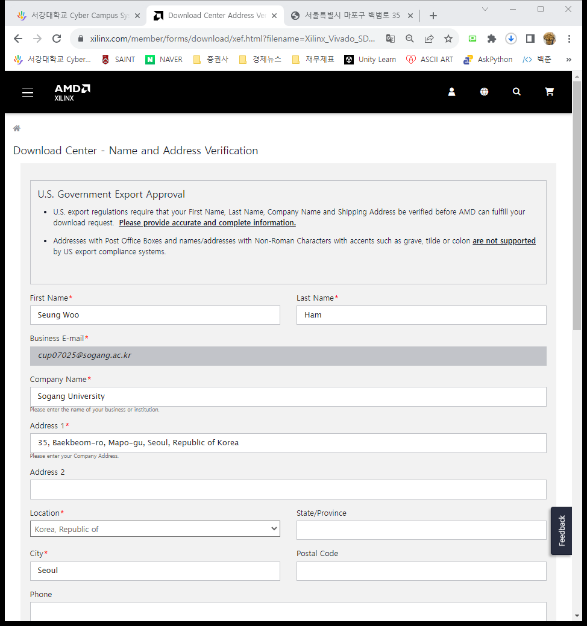 서강대학교 Cyber Campus Sy
Download Center Address Ve
서울특별시 마포구 백범로 35
xilinx.com/member/forms/download/xef.html?filename=Xilinx_Vivado_SD...
서강대학교 Cyber...
SAINT
NAVER
증권사
경제뉴스
재무제표
Unity Learn
ASCII ART
AskPython
백준
AMD
XILINX
Download Center - Name and Address Verification
U.S. Government Export Approval
• U.S. export regulations require that your First Name, Last Name, Company Name and Shipping Address be verified before AMD can fulfill your
download request. Please provide accurate and complete information.
• Addresses with Post Office Boxes and names/addresses with Non-Roman Characters with accents such as grave, tilde or colon are not supported
by US export compliance systems.
First Name*
Last Name*
Seung Woo
Ham
Business E-mail*
cup07025@sogang.ac.kr
Company Name*
Sogang University
Please enter the name of your business or institution.
Address 1*
35, Baekbeom-ro, Mapo-gu, Seoul, Republic of Korea
Please enter your Company Address.
Address 2
Location*
State/Province
Korea, Republic of
Feedback
City*
Postal Code
Seoul
Phone